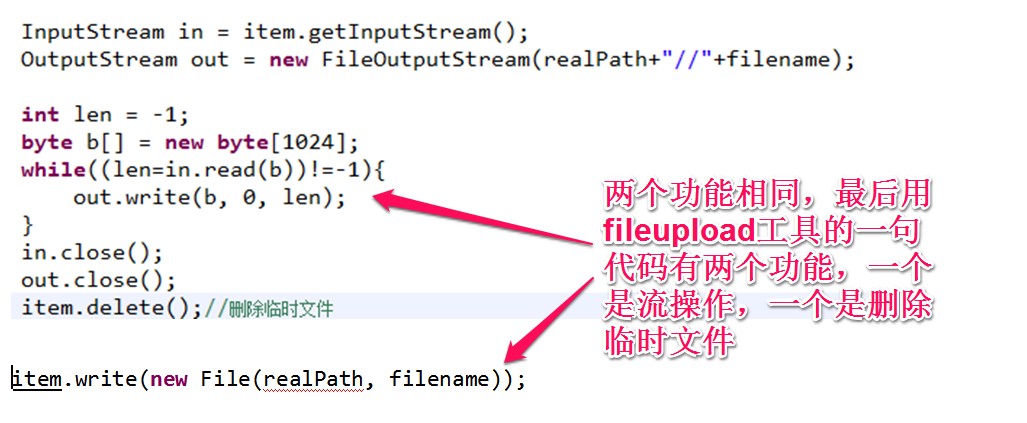 InputStream in = item.getInputStream();
OutputStream out = new FileOutputStream(realPath+"//"+filename);
int len = -1;
byte b[] = new byte[1024];
while((len=in.read(b))!=-1){
    out.write(b, 0, len);
}
in.close();
out.close();
item.delete();//删除临时文件
item.write(new File(realPath, filename));
两个功能相同，最后用
fileupload工具的一句
代码有两个功能，一个
是流操作，一个是删除
临时文件